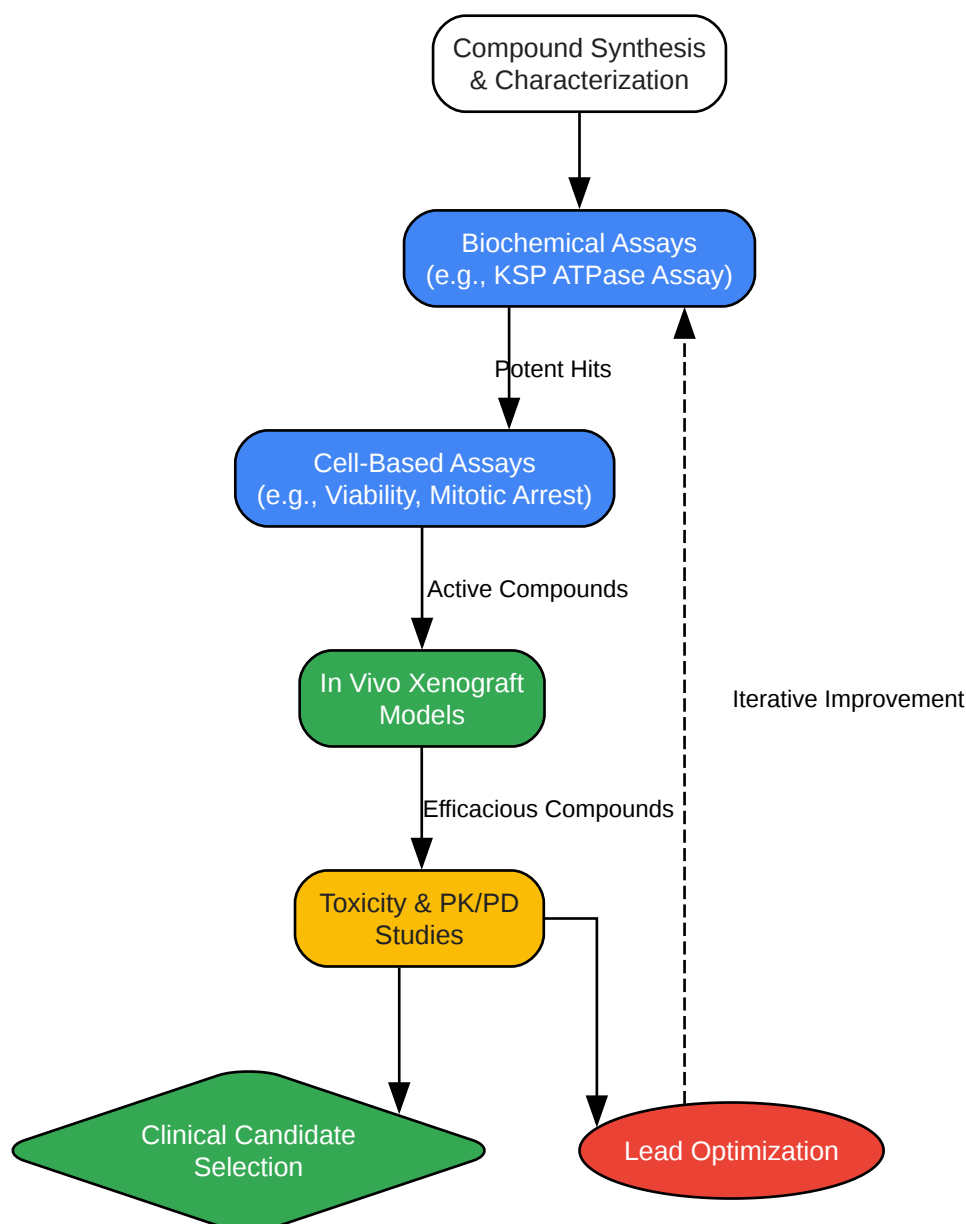 Compound Synthesis
& Characterization
Biochemical Assays
(e.g., KSP ATPase Assay)
Potent Hits
Cell-Based Assays
(e.g., Viability, Mitotic Arrest)
Active Compounds
In Vivo Xenograft
Models
Iterative Improvement
Efficacious Compounds
Toxicity & PK/PD
Studies
Clinical Candidate
Selection
Lead Optimization